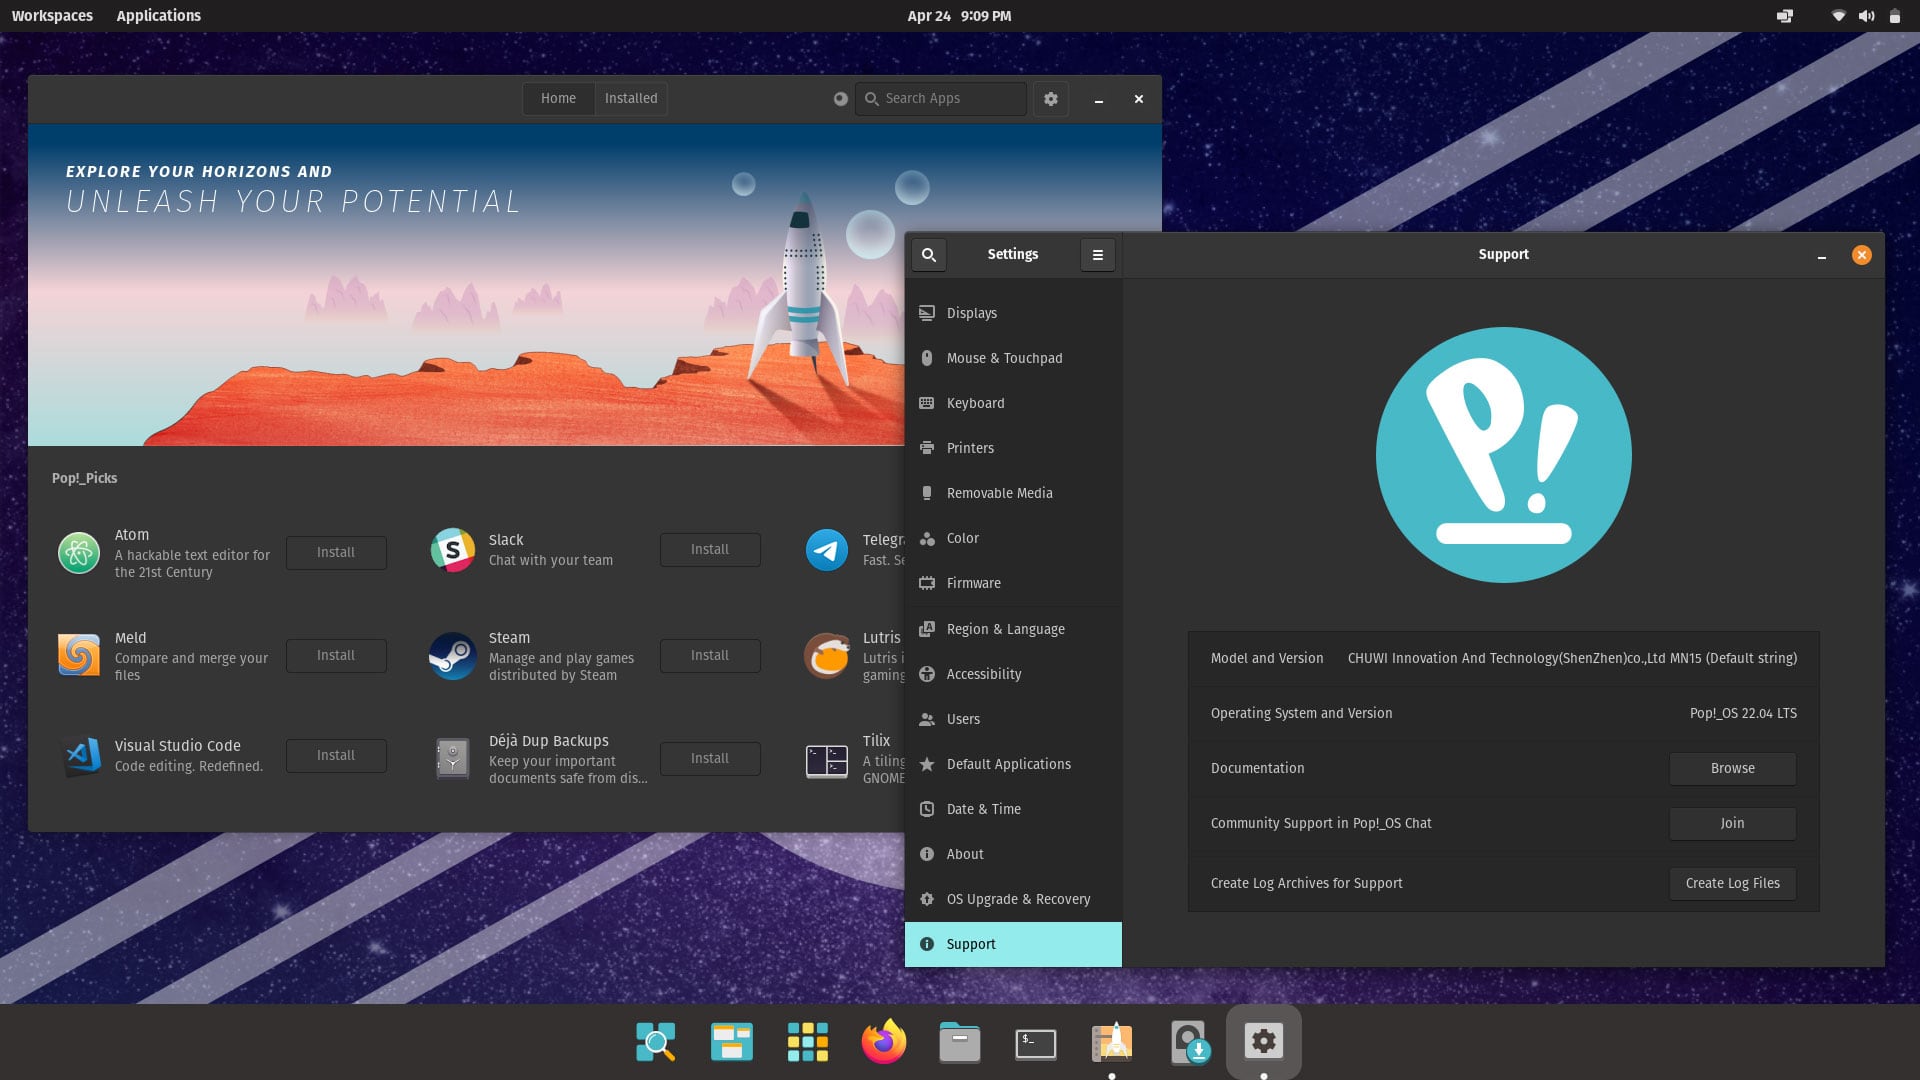 Workspaces Applications Apr 24 9:09 PM
Home Installed Search Apps
EXPLORE YOUR HORIZONS AND
UNLEASH YOUR POTENTIAL
Pop!_Picks
Atom
A hackable text editor for
the 21st Century
Install
Slack
Chat with your team
Install
Telegra
Fast. Se
Meld
Compare and merge your
files
Install
Steam
Manage and play games
distributed by Steam
Install
Lutris
Lutris i
gaming
Visual Studio Code
Code editing. Redefined.
Install
Déjà Dup Backups
Keep your important
documents safe from dis...
Install
Tilix
A tiling
GNOME
Settings
Displays
Mouse & Touchpad
Keyboard
Printers
Removable Media
Color
Firmware
Region & Language
Accessibility
Users
Default Applications
Date & Time
About
OS Upgrade & Recovery
Support
Support
P!
Model and Version CHUWI Innovation And Technology(ShenZhen)co.,Ltd MN15 (Default string)
Operating System and Version Pop!_OS 22.04 LTS
Documentation Browse
Community Support in Pop!_OS Chat Join
Create Log Archives for Support Create Log Files
$_